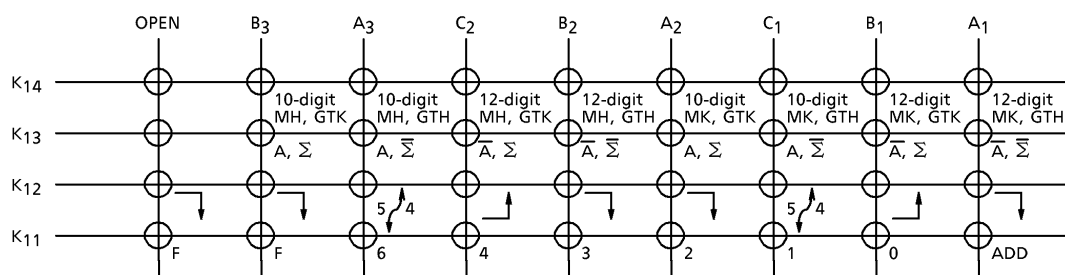 OPEN B₃ A₃ C₂ B₂ A₂ C₁ B₁ A₁
K₁₄
10-digit 10-digit 12-digit 12-digit 10-digit 10-digit 12-digit 12-digit
MH, GTK MH, GTH MH, GTK MH, GTH MK, GTK MK, GTH MK, GTK MK, GTH
K₁₃
A, Σ A, Σ̅ A̅, Σ A̅, Σ̅ A, Σ A, Σ̅ A̅, Σ A̅, Σ̅
K₁₂
5 4 5 4
K₁₁
F F 6 4 3 2 1 0 ADD